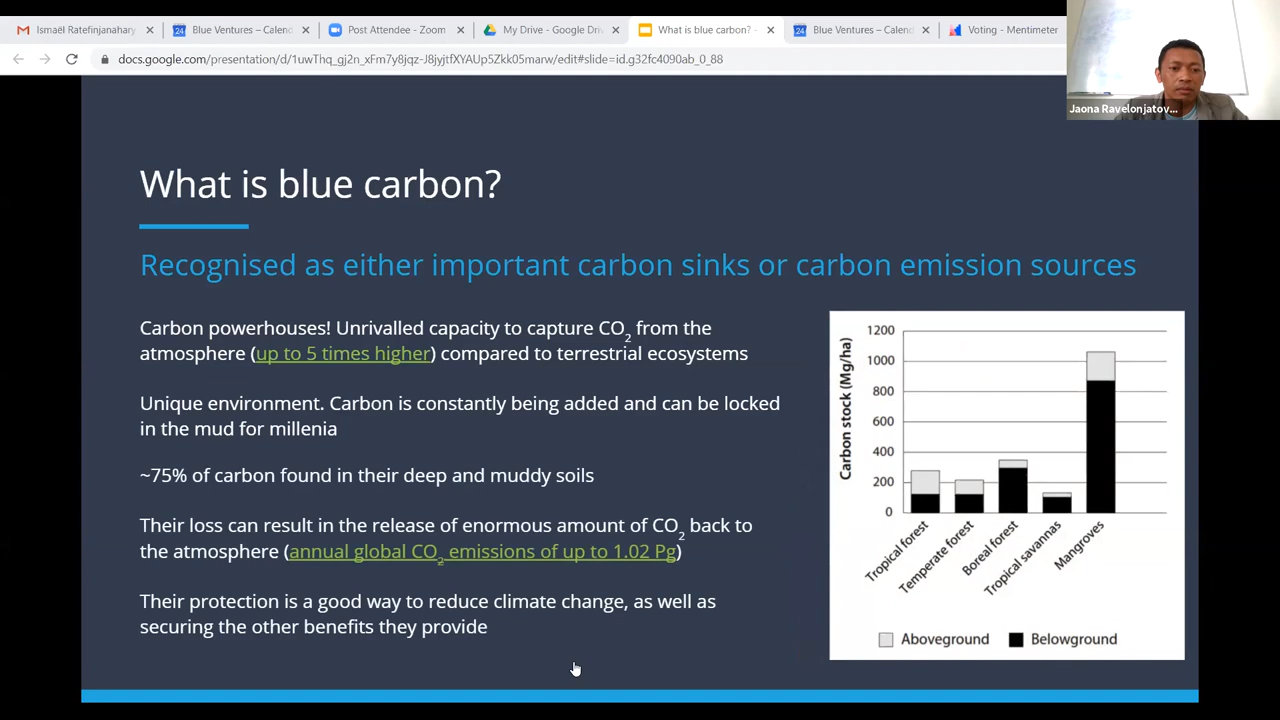 Ismaël Ratefinjanahary
Blue Ventures – Calend
Post Attendee - Zoom
My Drive - Google Driv
What is blue carbon? -
Blue Ventures – Calend
Voting - Mentimeter
docs.google.com/presentation/d/1uwThq_gj2n_xFm7y8jqz-J8jyjtfXYAUp5Zkk05marw/edit#slide=id.g32fc4090ab_0_88
Jaona Ravelonjatov...
What is blue carbon?
Recognised as either important carbon sinks or carbon emission sources
Carbon powerhouses! Unrivalled capacity to capture CO2 from the
atmosphere (up to 5 times higher) compared to terrestrial ecosystems
Unique environment. Carbon is constantly being added and can be locked
in the mud for millenia
~75% of carbon found in their deep and muddy soils
Their loss can result in the release of enormous amount of CO2 back to
the atmosphere (annual global CO2 emissions of up to 1.02 Pg)
Their protection is a good way to reduce climate change, as well as
securing the other benefits they provide
Carbon stock (Mg/ha)
1200
1000
800
600
400
200
0
Tropical forest
Temperate forest
Boreal forest
Tropical savannas
Mangroves
Aboveground
Belowground